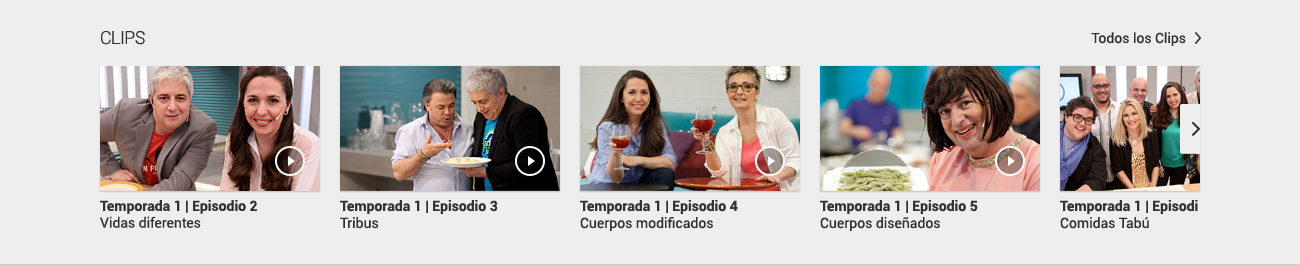 CLIPS
Todos los Clips
Temporada 1 | Episodio 2
Vidas diferentes
Temporada 1 | Episodio 3
Tribus
Temporada 1 | Episodio 4
Cuerpos modificados
Temporada 1 | Episodio 5
Cuerpos diseñados
Temporada 1 | Episodi
Comidas Tabú